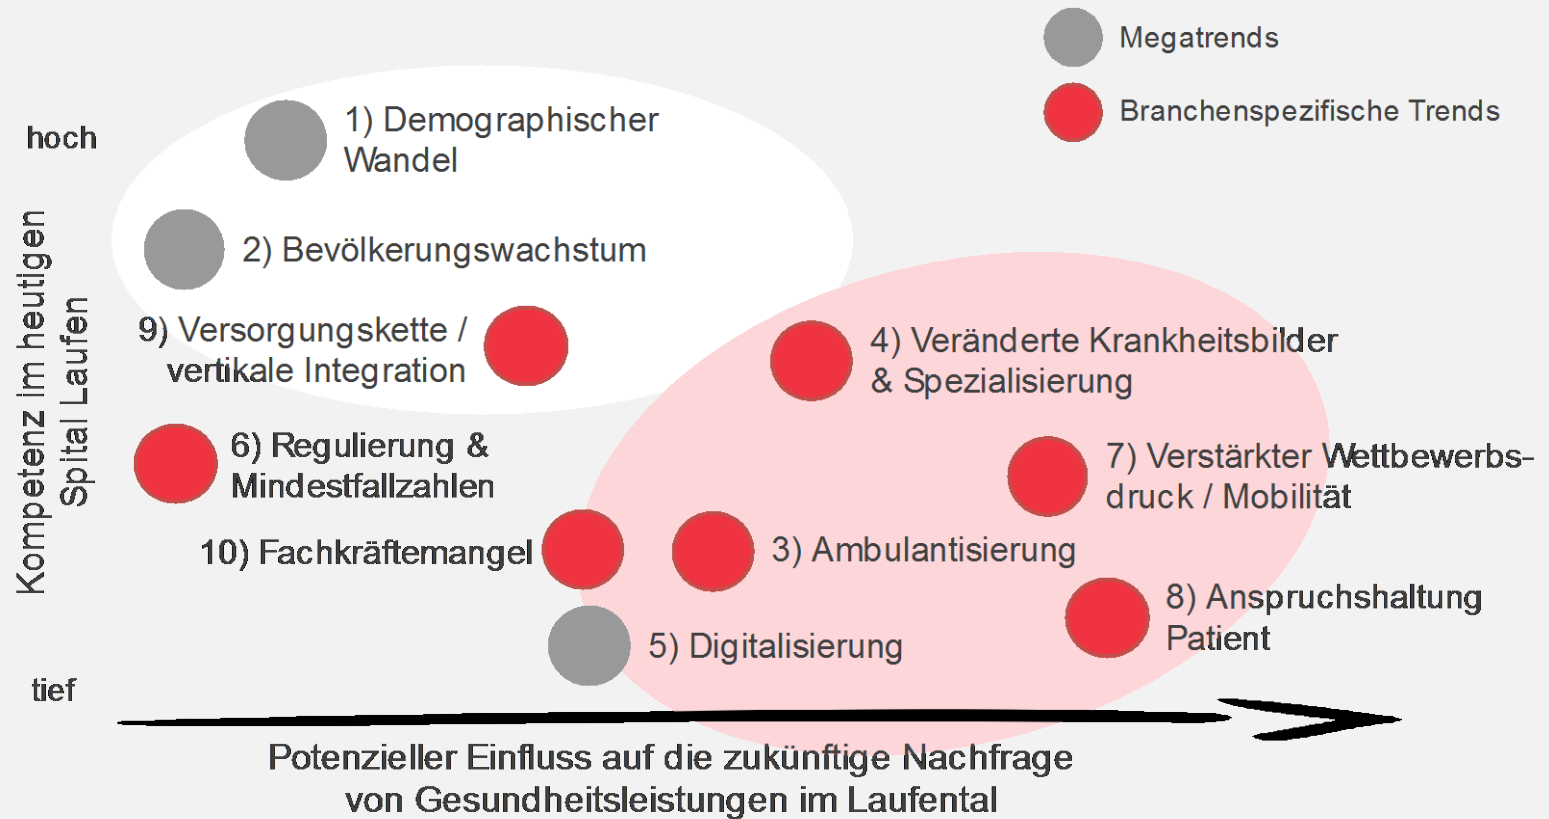 Megatrends
Branchenspezifische Trends
hoch
Kompetenz im heutigen
Spital Laufen
tief
1) Demographischer
Wandel
2) Bevölkerungswachstum
9) Versorgungskette /
vertikale Integration
4) Veränderte Krankheitsbilder
& Spezialisierung
6) Regulierung &
Mindestfallzahlen
7) Verstärkter Wettbewerbs-
druck / Mobilität
10) Fachkräftemangel
3) Ambulantisierung
8) Anspruchshaltung
Patient
5) Digitalisierung
Potenzieller Einfluss auf die zukünftige Nachfrage
von Gesundheitsleistungen im Laufental